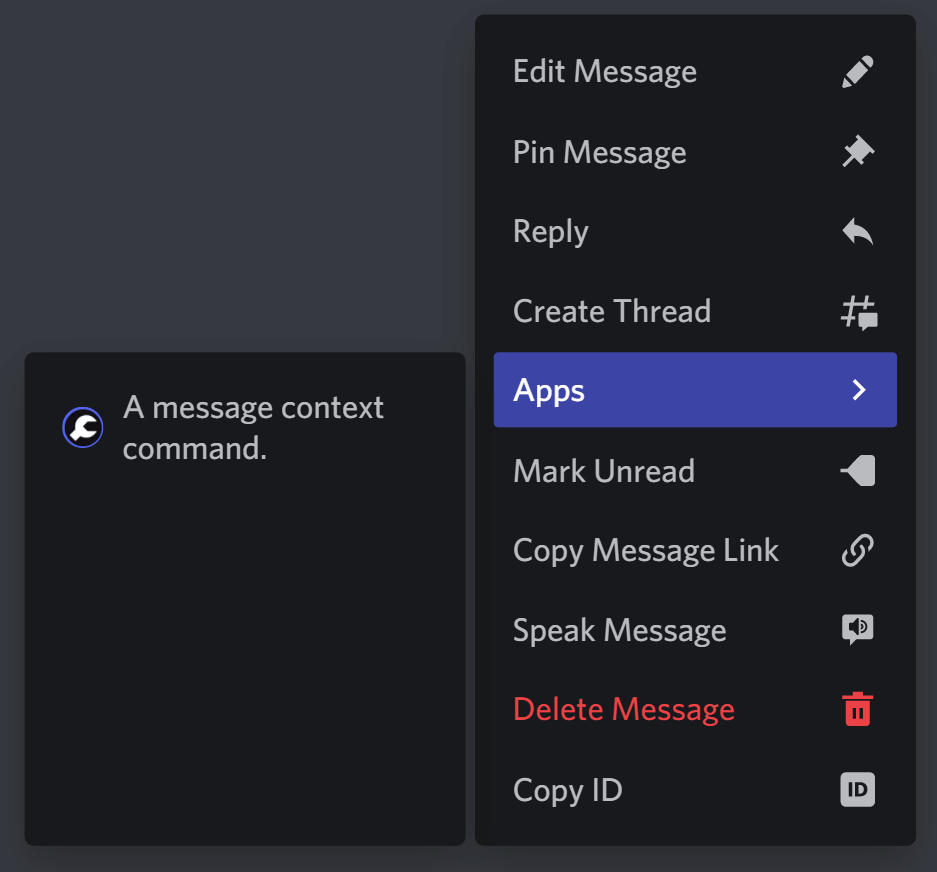 Edit Message
Pin Message
Reply
Create Thread
Apps
A message context
command.
Mark Unread
Copy Message Link
Speak Message
Delete Message
Copy ID
ID